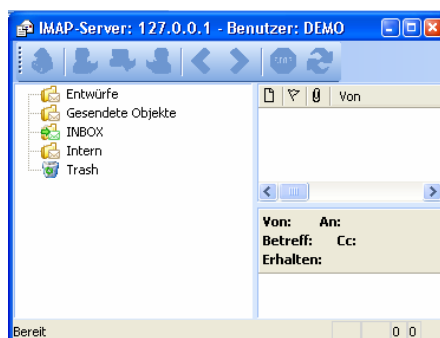 IMAP-Server: 127.0.0.1 - Benutzer: DEMO
STOP
Entwürfe
Gesendete Objekte
INBOX
Intern
Trash
Von
Von: An:
Betreff: Cc:
Erhalten:
Bereit 0 0